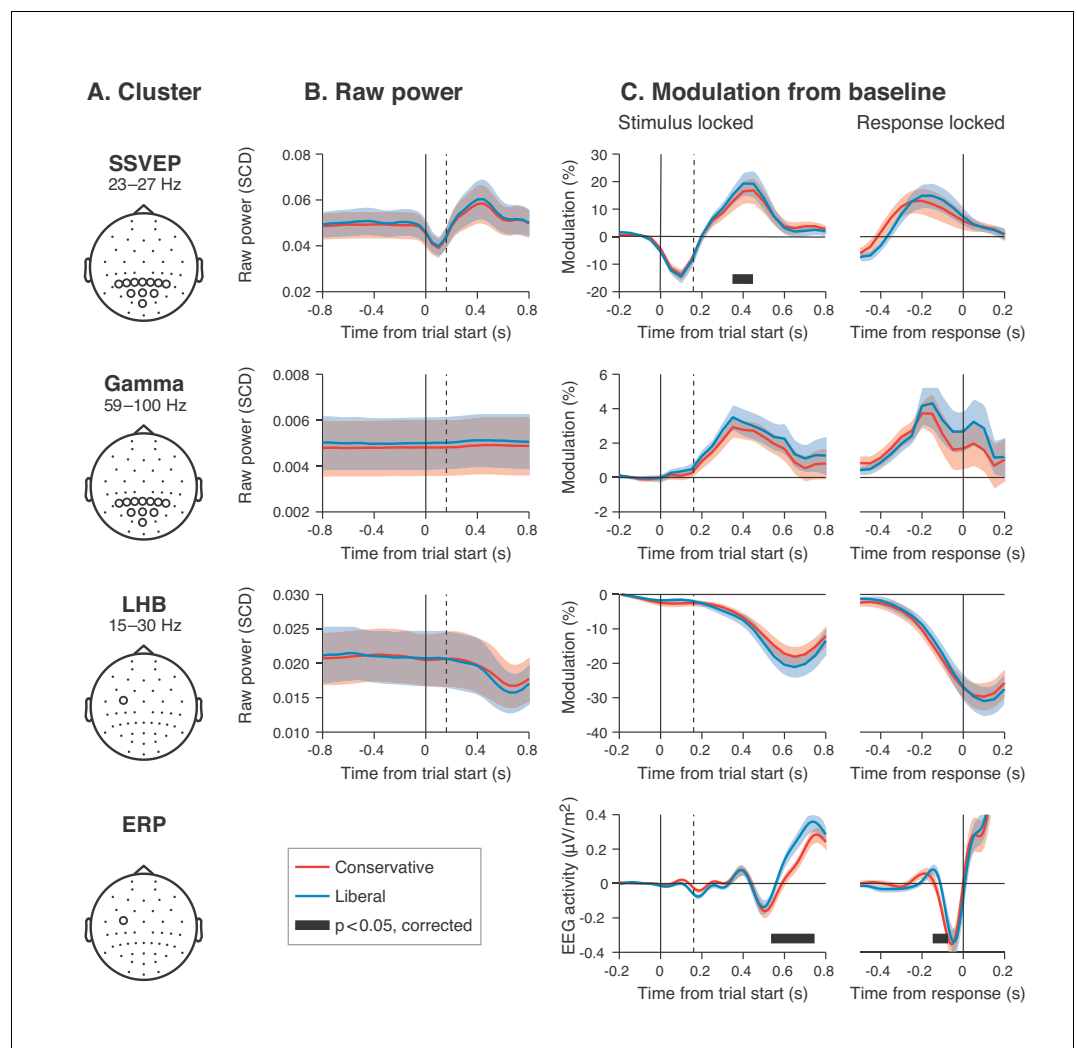 A. Cluster
B. Raw power
C. Modulation from baseline
Stimulus locked
Response locked
SSVEP
23–27 Hz
Raw power (SCD)
0.08
0.06
0.04
0.02
-0.8 -0.4 0 0.4 0.8
Time from trial start (s)
Modulation (%)
30
20
10
0
-10
-20
-0.2 0 0.2 0.4 0.6 0.8
Time from trial start (s)
-0.4 -0.2 0 0.2
Time from response (s)
Gamma
59–100 Hz
Raw power (SCD)
0.008
0.006
0.004
0.002
-0.8 -0.4 0 0.4 0.8
Time from trial start (s)
Modulation (%)
6
4
2
0
-2
-0.2 0 0.2 0.4 0.6 0.8
Time from trial start (s)
-0.4 -0.2 0 0.2
Time from response (s)
LHB
15–30 Hz
Raw power (SCD)
0.030
0.025
0.020
0.015
0.010
-0.8 -0.4 0 0.4 0.8
Time from trial start (s)
Modulation (%)
0
-10
-20
-30
-40
-0.2 0 0.2 0.4 0.6 0.8
Time from trial start (s)
-0.4 -0.2 0 0.2
Time from response (s)
ERP
Conservative
Liberal
p<0.05, corrected
EEG activity (µV/m²)
0.4
0.2
0
-0.2
-0.4
-0.2 0 0.2 0.4 0.6 0.8
Time from trial start (s)
-0.4 -0.2 0 0.2
Time from response (s)